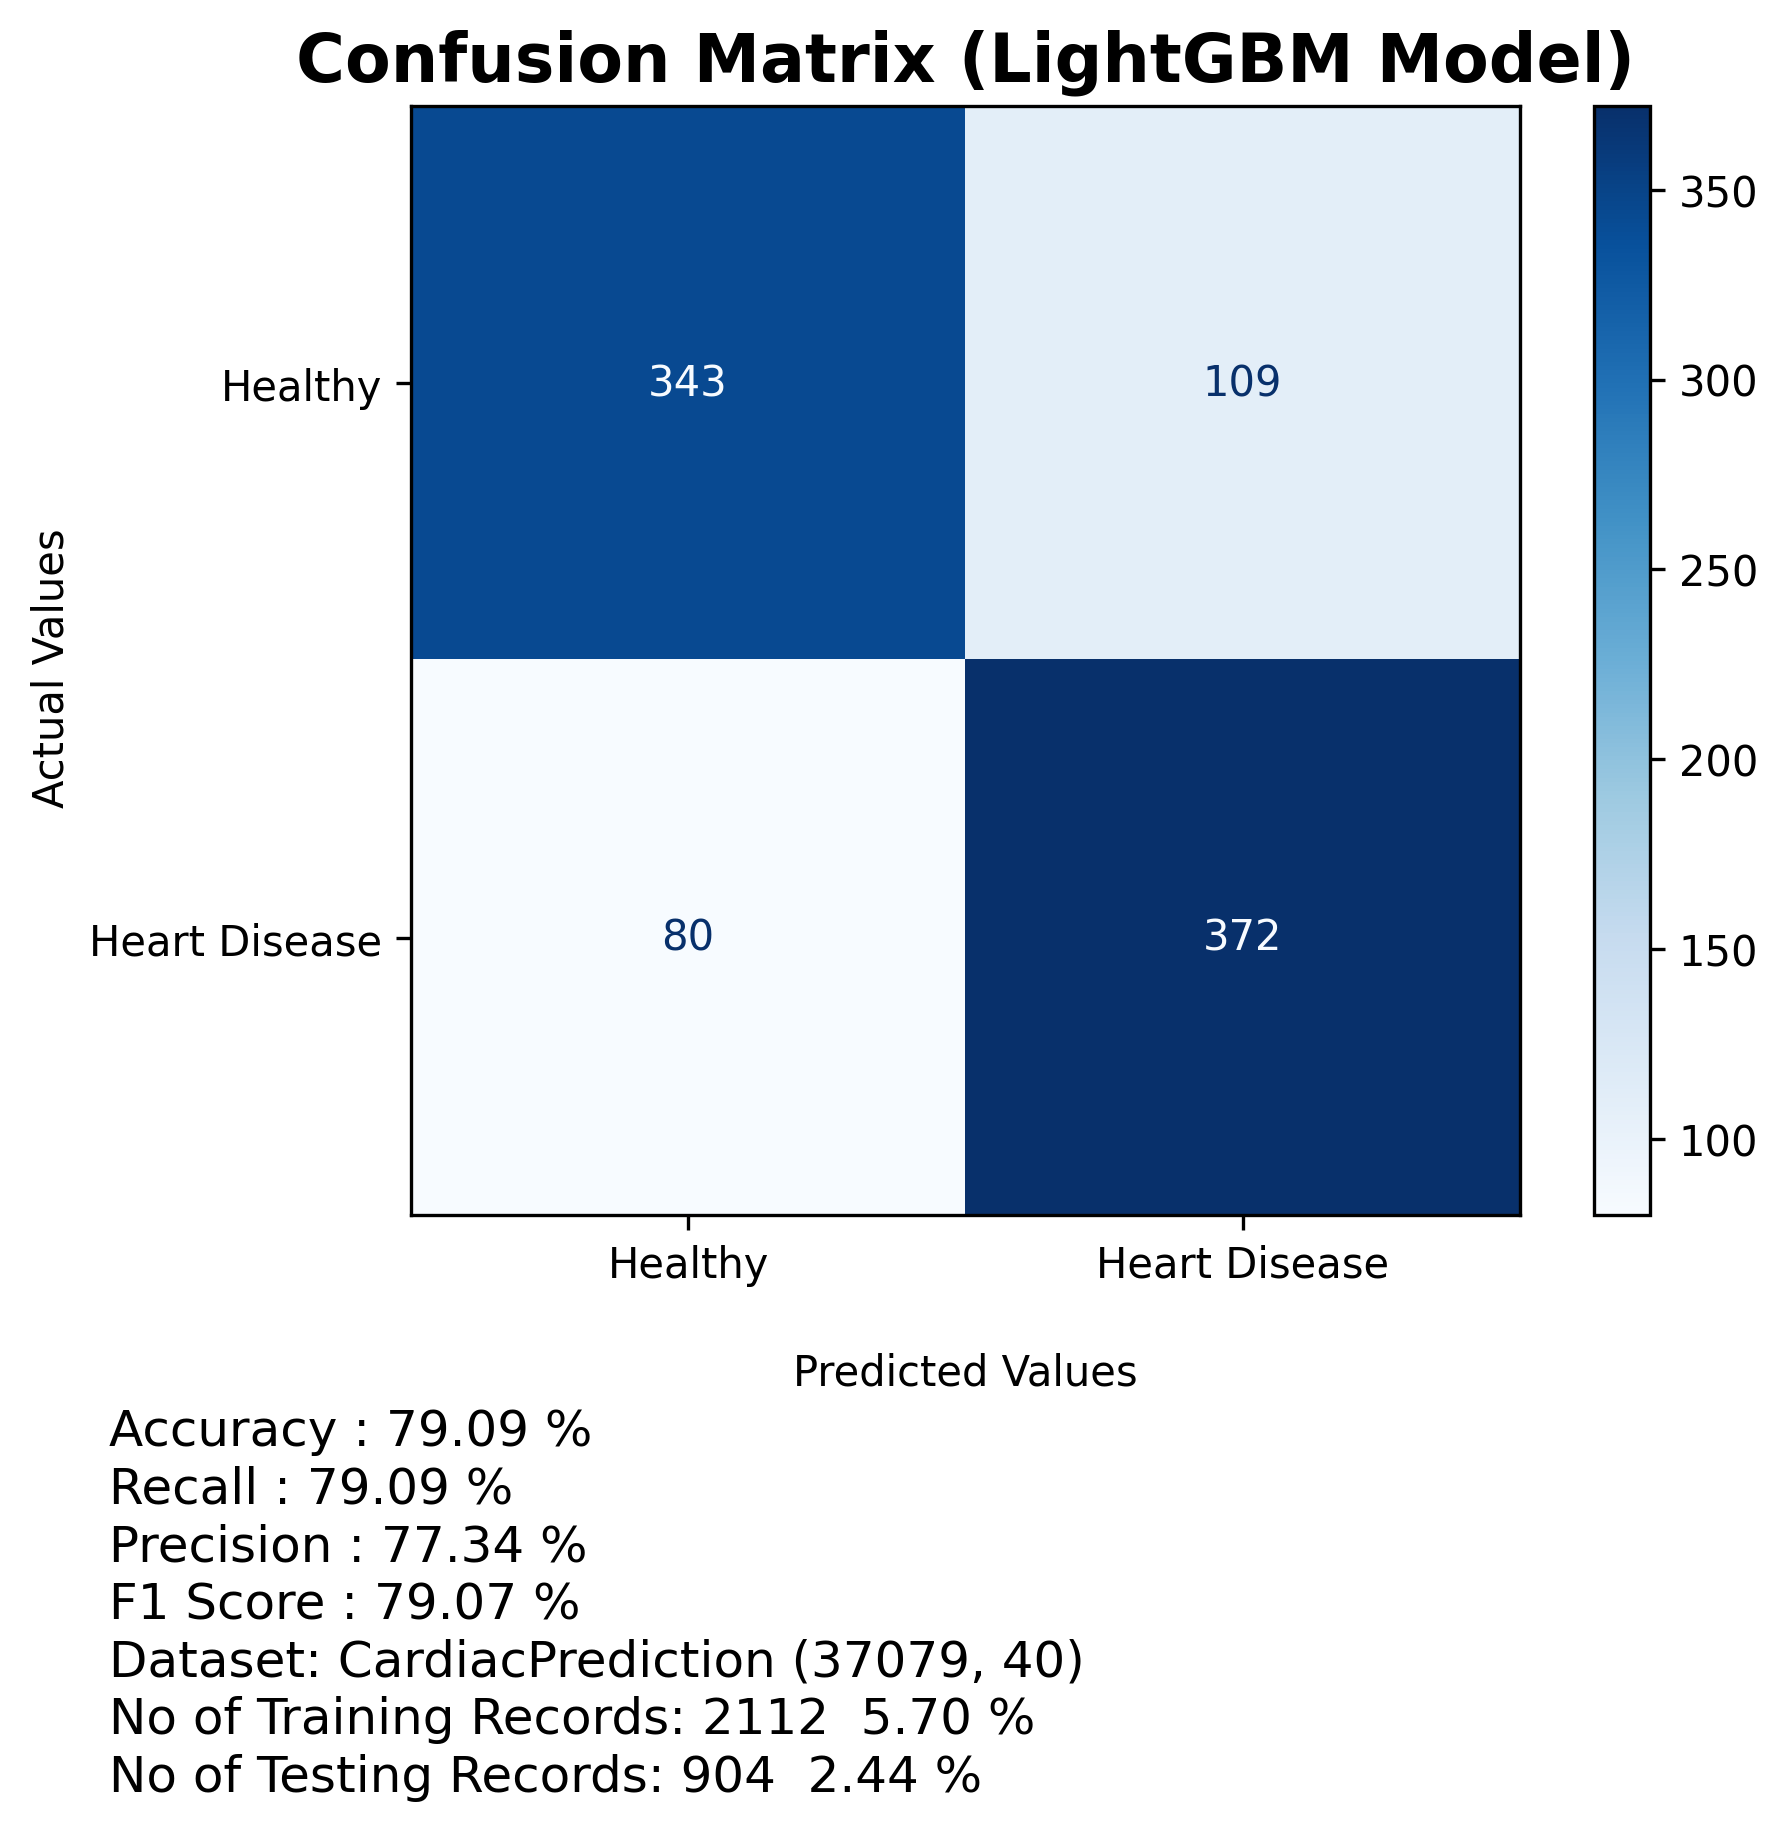 Confusion Matrix (LightGBM Model)
350
Healthy
343
109
300
250
Actual Values
200
Heart Disease
80
372
150
100
Healthy
Heart Disease
Predicted Values
Accuracy : 79.09 %
Recall : 79.09 %
Precision : 77.34 %
F1 Score : 79.07 %
Dataset: CardiacPrediction (37079, 40)
No of Training Records: 2112  5.70 %
No of Testing Records: 904  2.44 %